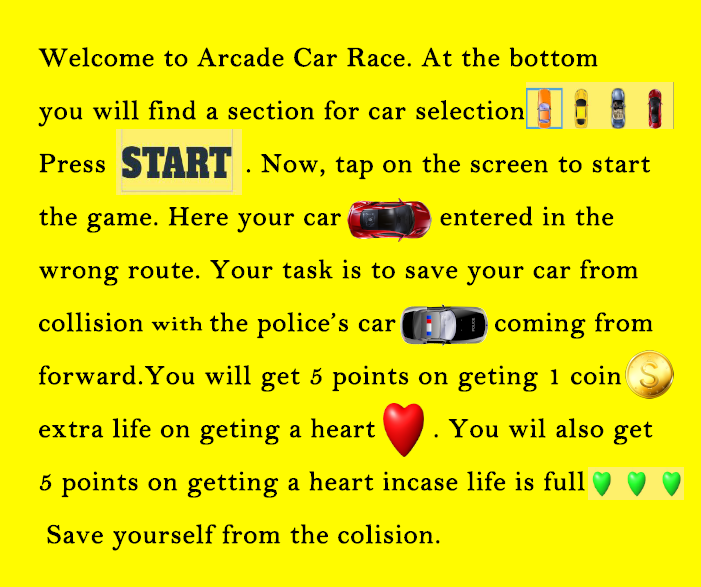 Welcome to Arcade Car Race. At the bottom
you will find a section for car selection
Press START . Now, tap on the screen to start
the game. Here your car entered in the
wrong route. Your task is to save your car from
collision with the police's car POLICE coming from
forward.You will get 5 points on geting 1 coin S
extra life on geting a heart . You wil also get
5 points on getting a heart incase life is full
Save yourself from the colision.